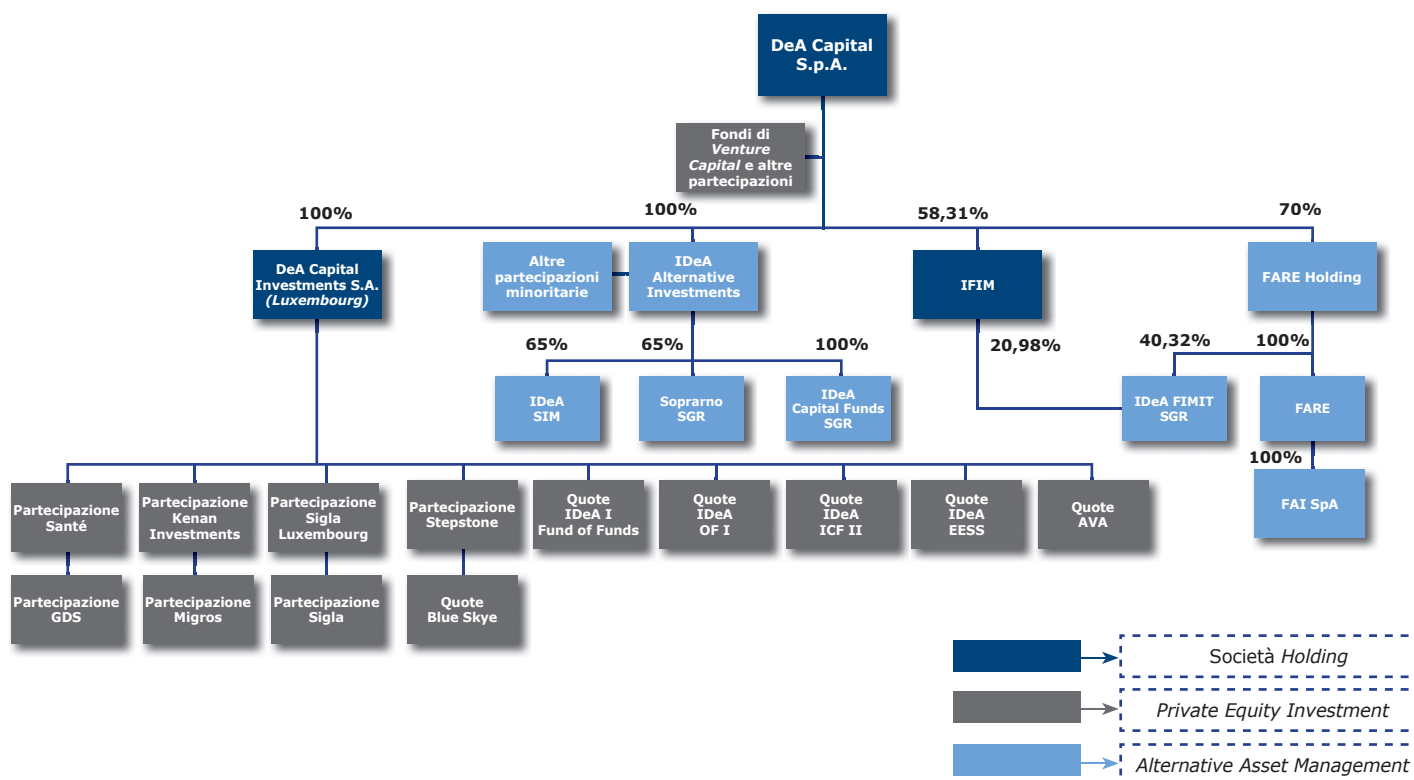 DeA Capital
S.p.A.
Fondi di
Venture
Capital e altre
partecipazioni
100%
100%
58,31%
70%
DeA Capital
Investments S.A.
(Luxembourg)
Altre
partecipazioni
minoritarie
IDeA
Alternative
Investments
IFIM
FARE Holding
65%
65%
100%
20,98%
40,32%
100%
IDeA
SIM
Soprarno
SGR
IDeA
Capital Funds
SGR
IDeA FIMIT
SGR
FARE
100%
FAI SpA
Partecipazione
Santé
Partecipazione
Kenan
Investments
Partecipazione
Sigla
Luxembourg
Partecipazione
Stepstone
Quote
IDeA I
Fund of Funds
Quote
IDeA
OF I
Quote
IDeA
ICF II
Quote
IDeA
EESS
Quote
AVA
Partecipazione
GDS
Partecipazione
Migros
Partecipazione
Sigla
Quote
Blue Skye
Società Holding
Private Equity Investment
Alternative Asset Management